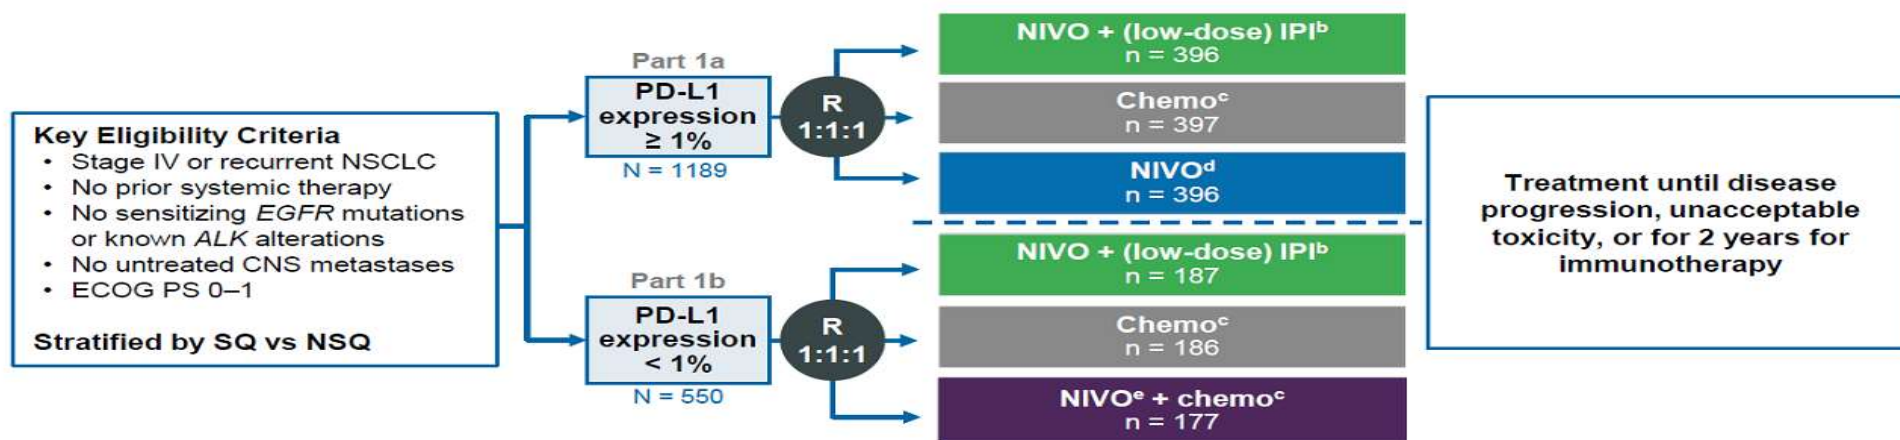 Key Eligibility Criteria
• Stage IV or recurrent NSCLC
• No prior systemic therapy
• No sensitizing EGFR mutations
or known ALK alterations
• No untreated CNS metastases
• ECOG PS 0–1
Stratified by SQ vs NSQ
Part 1a
PD-L1
expression
≥ 1%
N = 1189
R
1:1:1
NIVO + (low-dose) IPIᵇ
n = 396
Chemoᶜ
n = 397
NIVOᵈ
n = 396
Part 1b
PD-L1
expression
< 1%
N = 550
R
1:1:1
NIVO + (low-dose) IPIᵇ
n = 187
Chemoᶜ
n = 186
NIVOᵉ + chemoᶜ
n = 177
Treatment until disease
progression, unacceptable
toxicity, or for 2 years for
immunotherapy